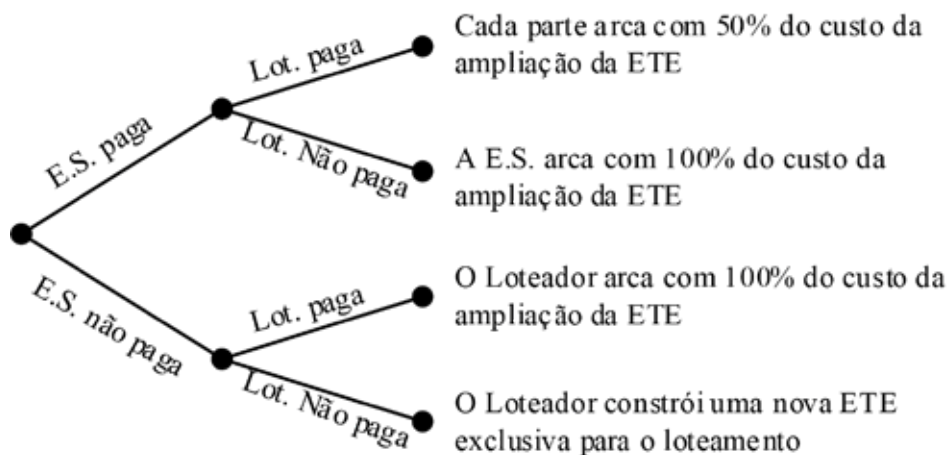 Cada parte arca com 50% do custo da
ampliação da ETE
Lot. paga
E.S. paga
Lot. Não paga
A E.S. arca com 100% do custo da
ampliação da ETE
O Loteador arca com 100% do custo da
ampliação da ETE
Lot. paga
E.S. não paga
Lot. Não paga
O Loteador constrói uma nova ETE
exclusiva para o loteamento